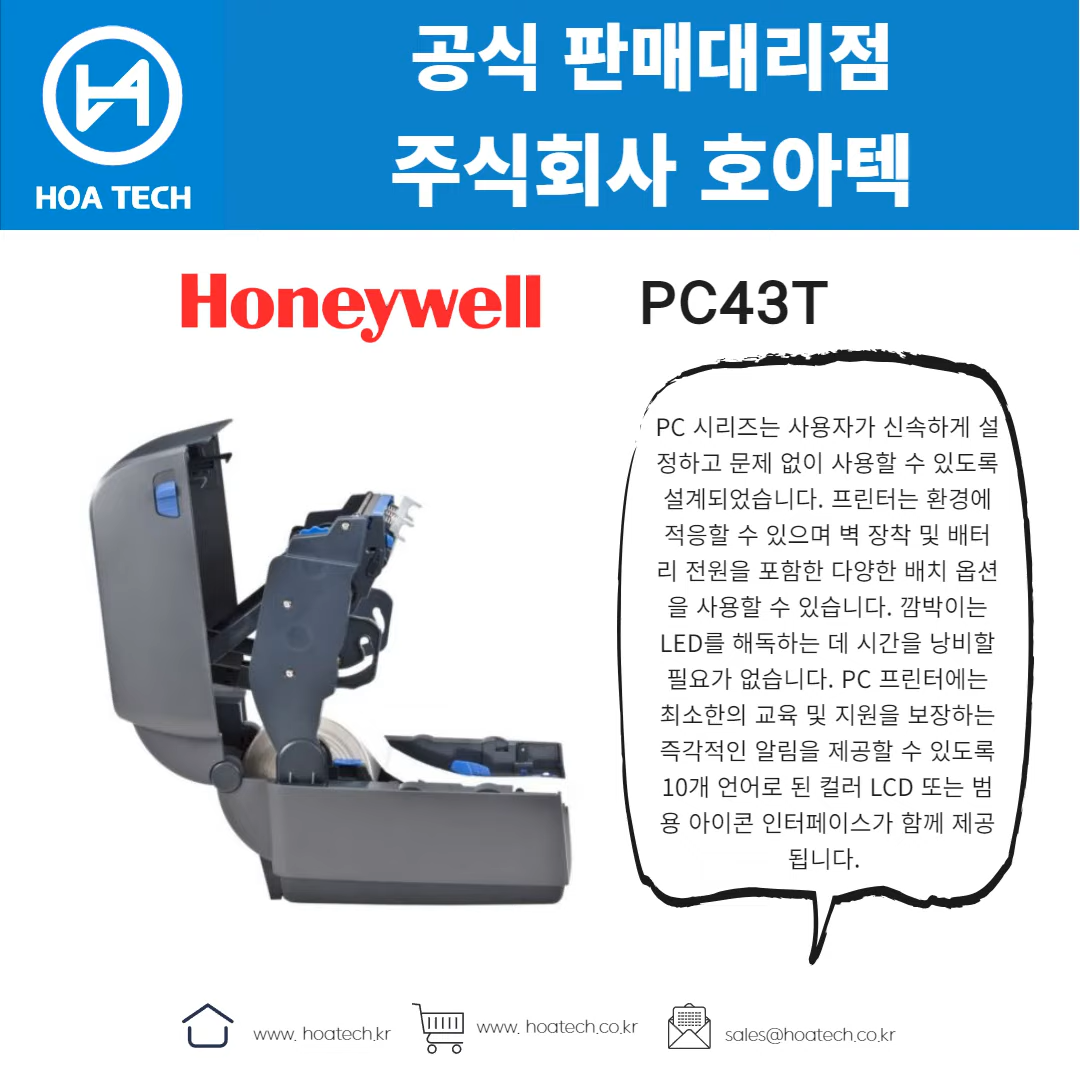 HOA TECH
공식 판매대리점
주식회사 호아텍
Honeywell
PC43T
PC 시리즈는 사용자가 신속하게 설
정하고 문제 없이 사용할 수 있도록
설계되었습니다. 프린터는 환경에
적응할 수 있으며 벽 장착 및 배터
리 전원을 포함한 다양한 배치 옵션
을 사용할 수 있습니다. 깜박이는
LED를 해독하는 데 시간을 낭비할
필요가 없습니다. PC 프린터에는
최소한의 교육 및 지원을 보장하는
즉각적인 알림을 제공할 수 있도록
10개 언어로 된 컬러 LCD 또는 범
용 아이콘 인터페이스가 함께 제공
됩니다.
www. hoatech.kr
www. hoatech.co.kr
sales@hoatech.co.kr